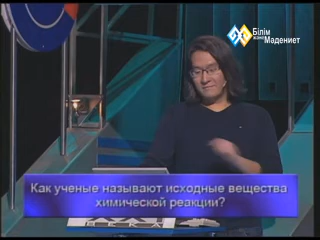 Білім
және
Мәдениет
Как ученые называют исходные вещества
химической реакции?